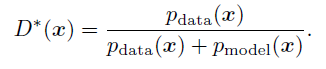 D*(x) = p_data(x) / (p_data(x) + p_model(x)).